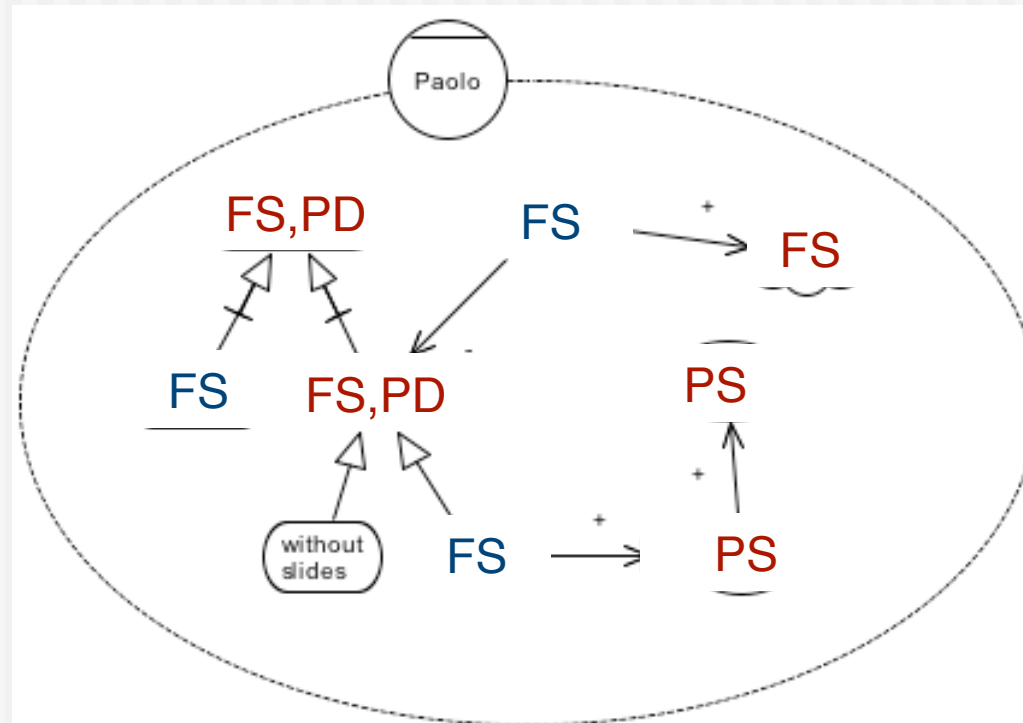 Paolo
FS,PD
FS
+
FS
FS
FS,PD
-
PS
+
without
slides
FS
+
PS